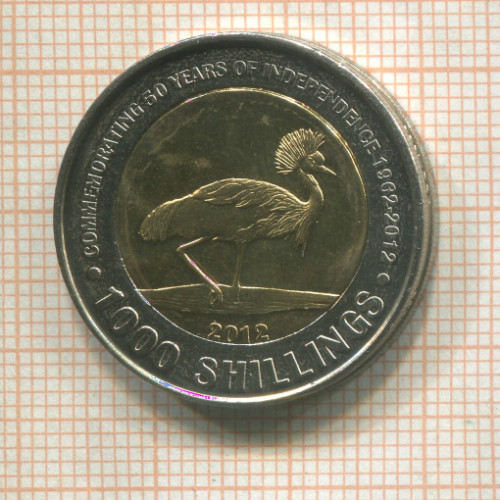 COMMEMORATING 50 YEARS OF INDEPENDENCE-1962-2012
2012
1000 SHILLINGS